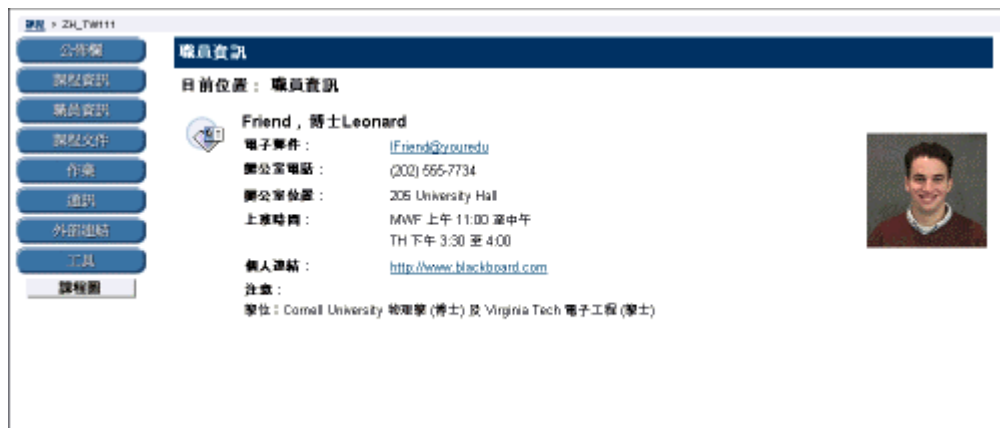 課程 > ZH_TW111
公佈欄
課程資訊
職員資訊
課程文件
作業
通訊
外部連結
工具
課程圖
職員資訊
目前位置： 職員資訊
Friend , 博士Leonard
電子郵件： lFriend@youredu
辦公室電話： (202) 555-7734
辦公室位置： 205 University Hall
上班時間： MWF 上午 11:00 至中午
TH 下午 3:30 至 4:00
個人連結： http://www.blackboard.com
注意：
學位：Cornell University 物理學 (博士) 及 Virginia Tech 電子工程 (學士)